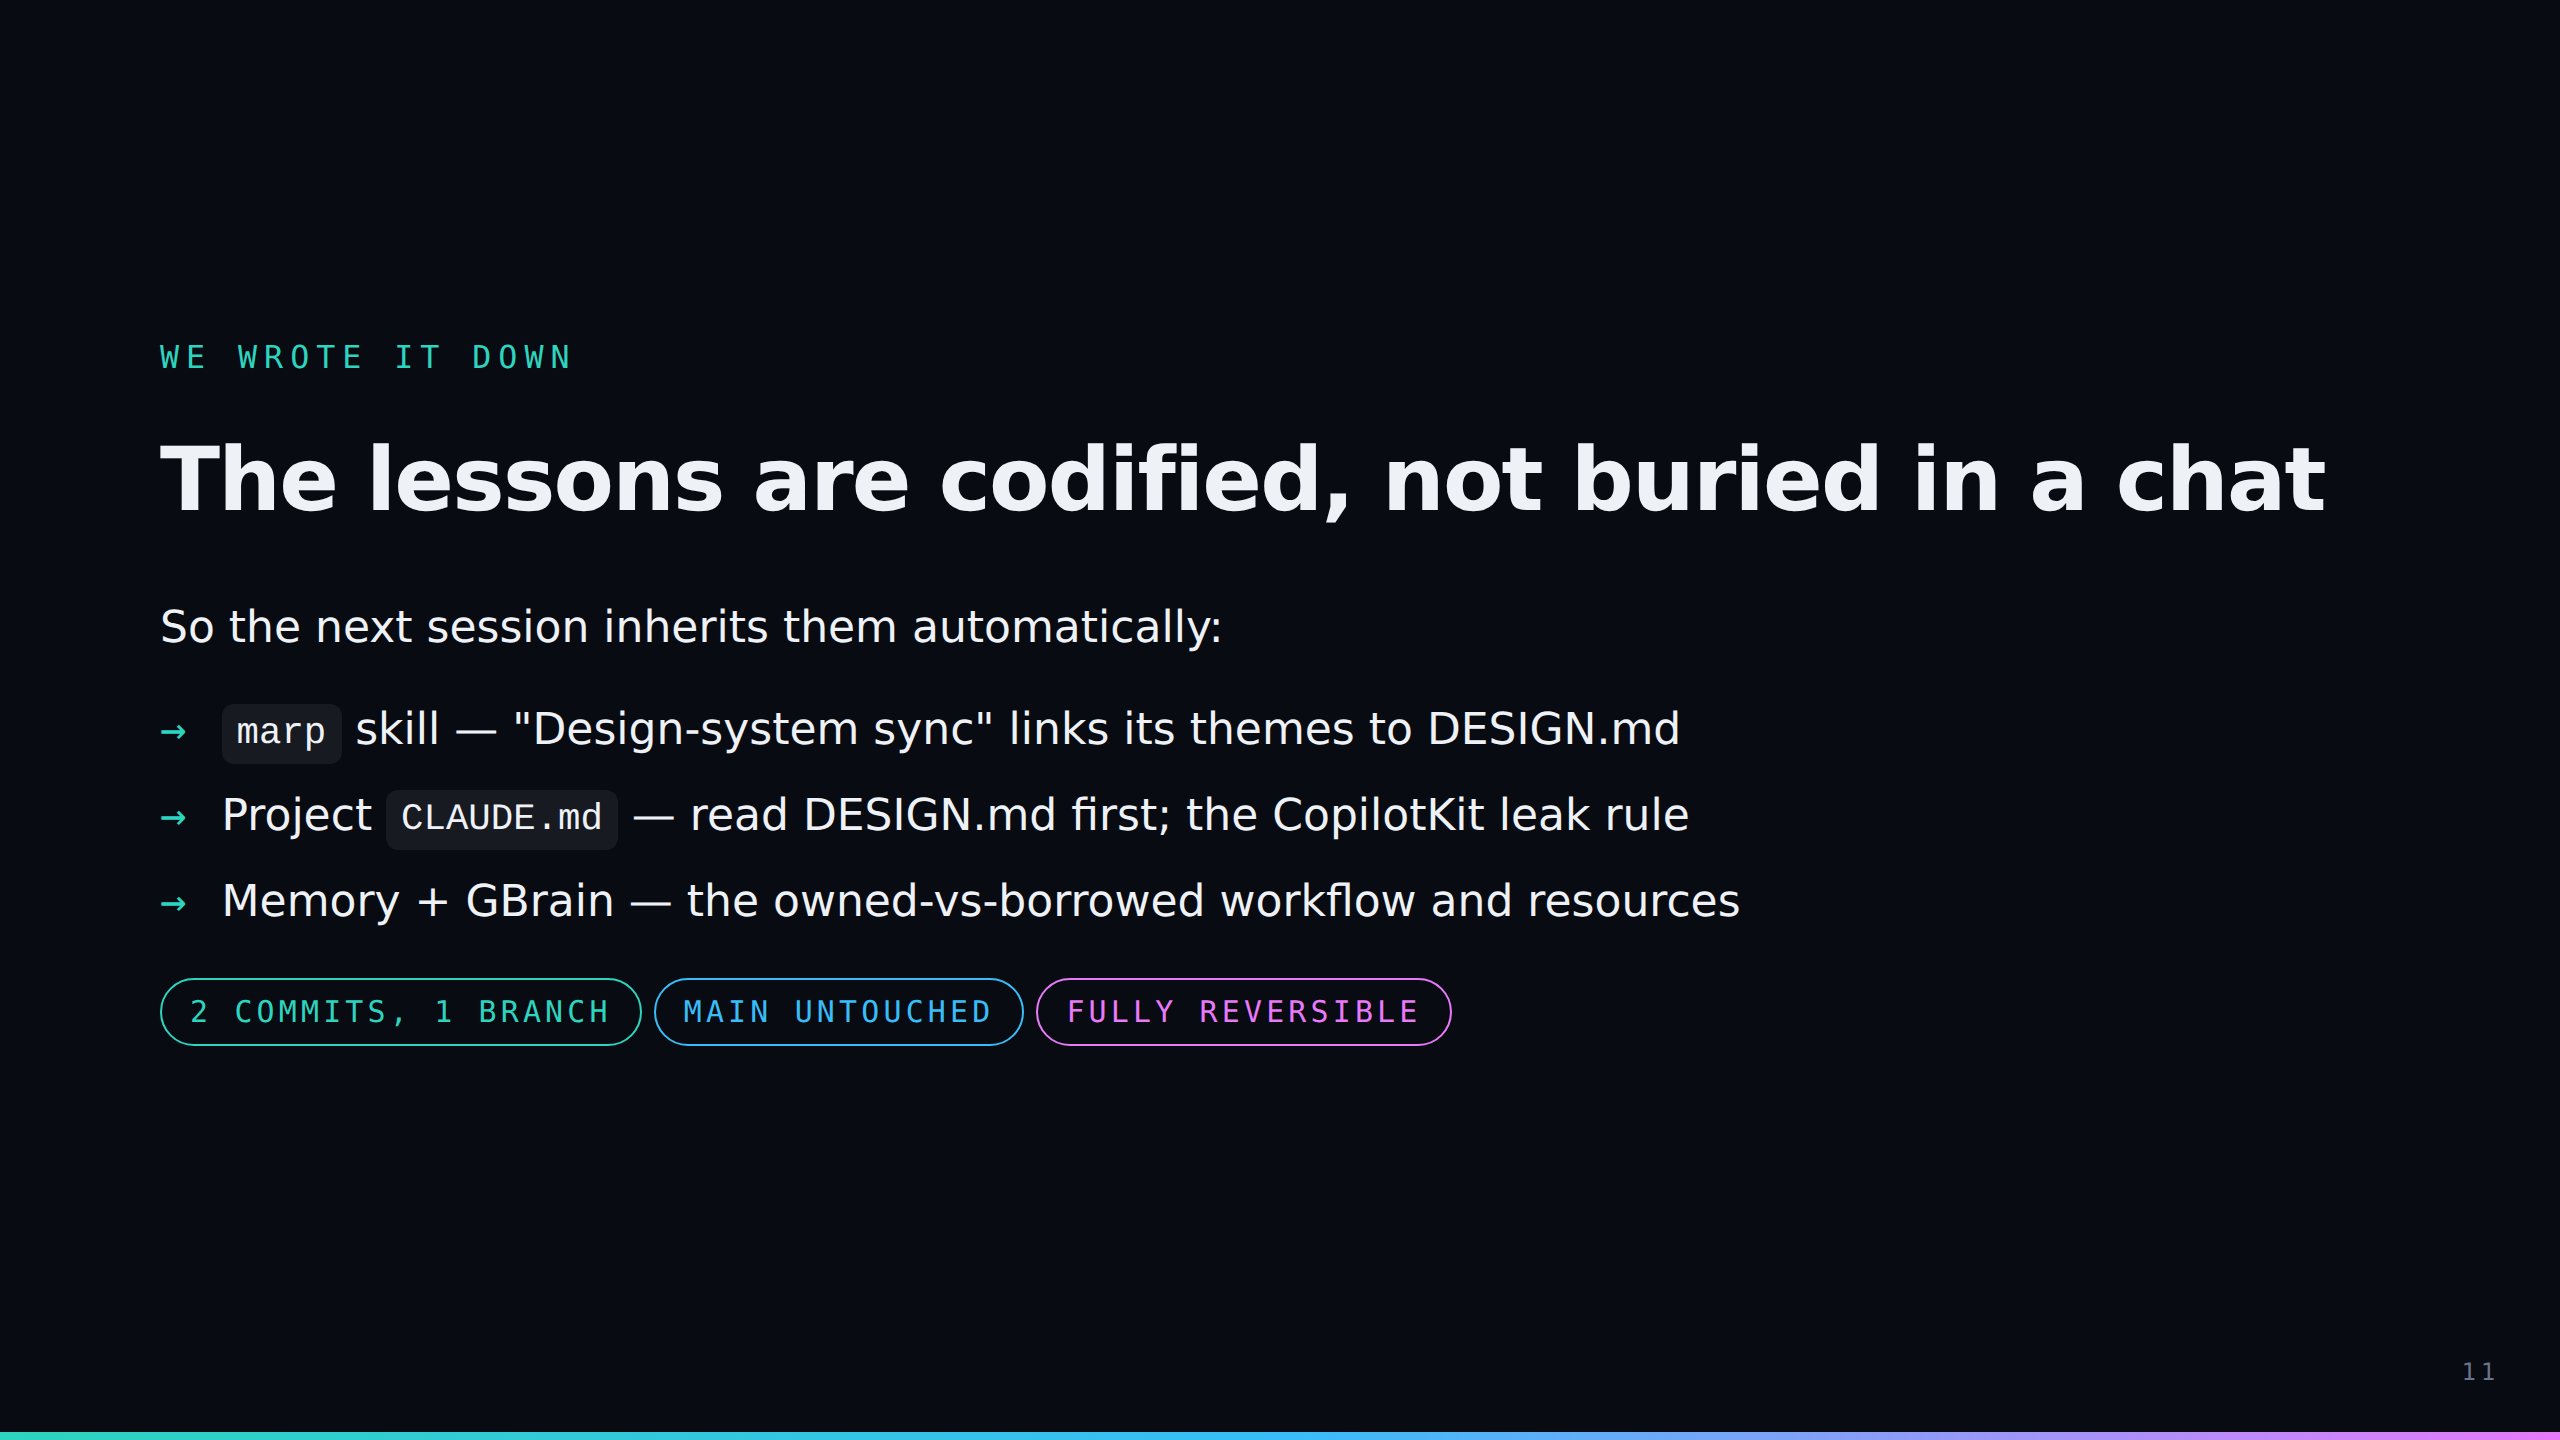 WE WROTE IT DOWN
The lessons are codified, not buried in a chat
So the next session inherits them automatically:
→ marp skill — "Design-system sync" links its themes to DESIGN.md
→ Project CLAUDE.md — read DESIGN.md first; the CopilotKit leak rule
→ Memory + GBrain — the owned-vs-borrowed workflow and resources
2 COMMITS, 1 BRANCH MAIN UNTOUCHED FULLY REVERSIBLE
11